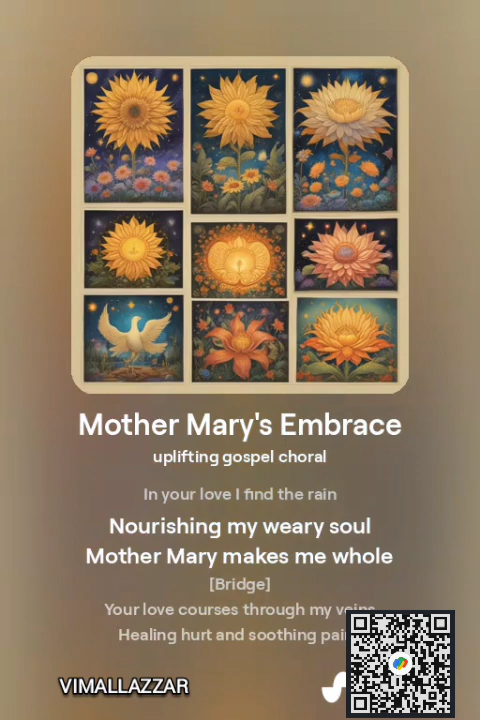 Mother Mary's Embrace
uplifting gospel choral
In your love I find the rain
Nourishing my weary soul
Mother Mary makes me whole
[Bridge]
Your love courses through my veins
Healing hurt and soothing
VIMALLAZZAR